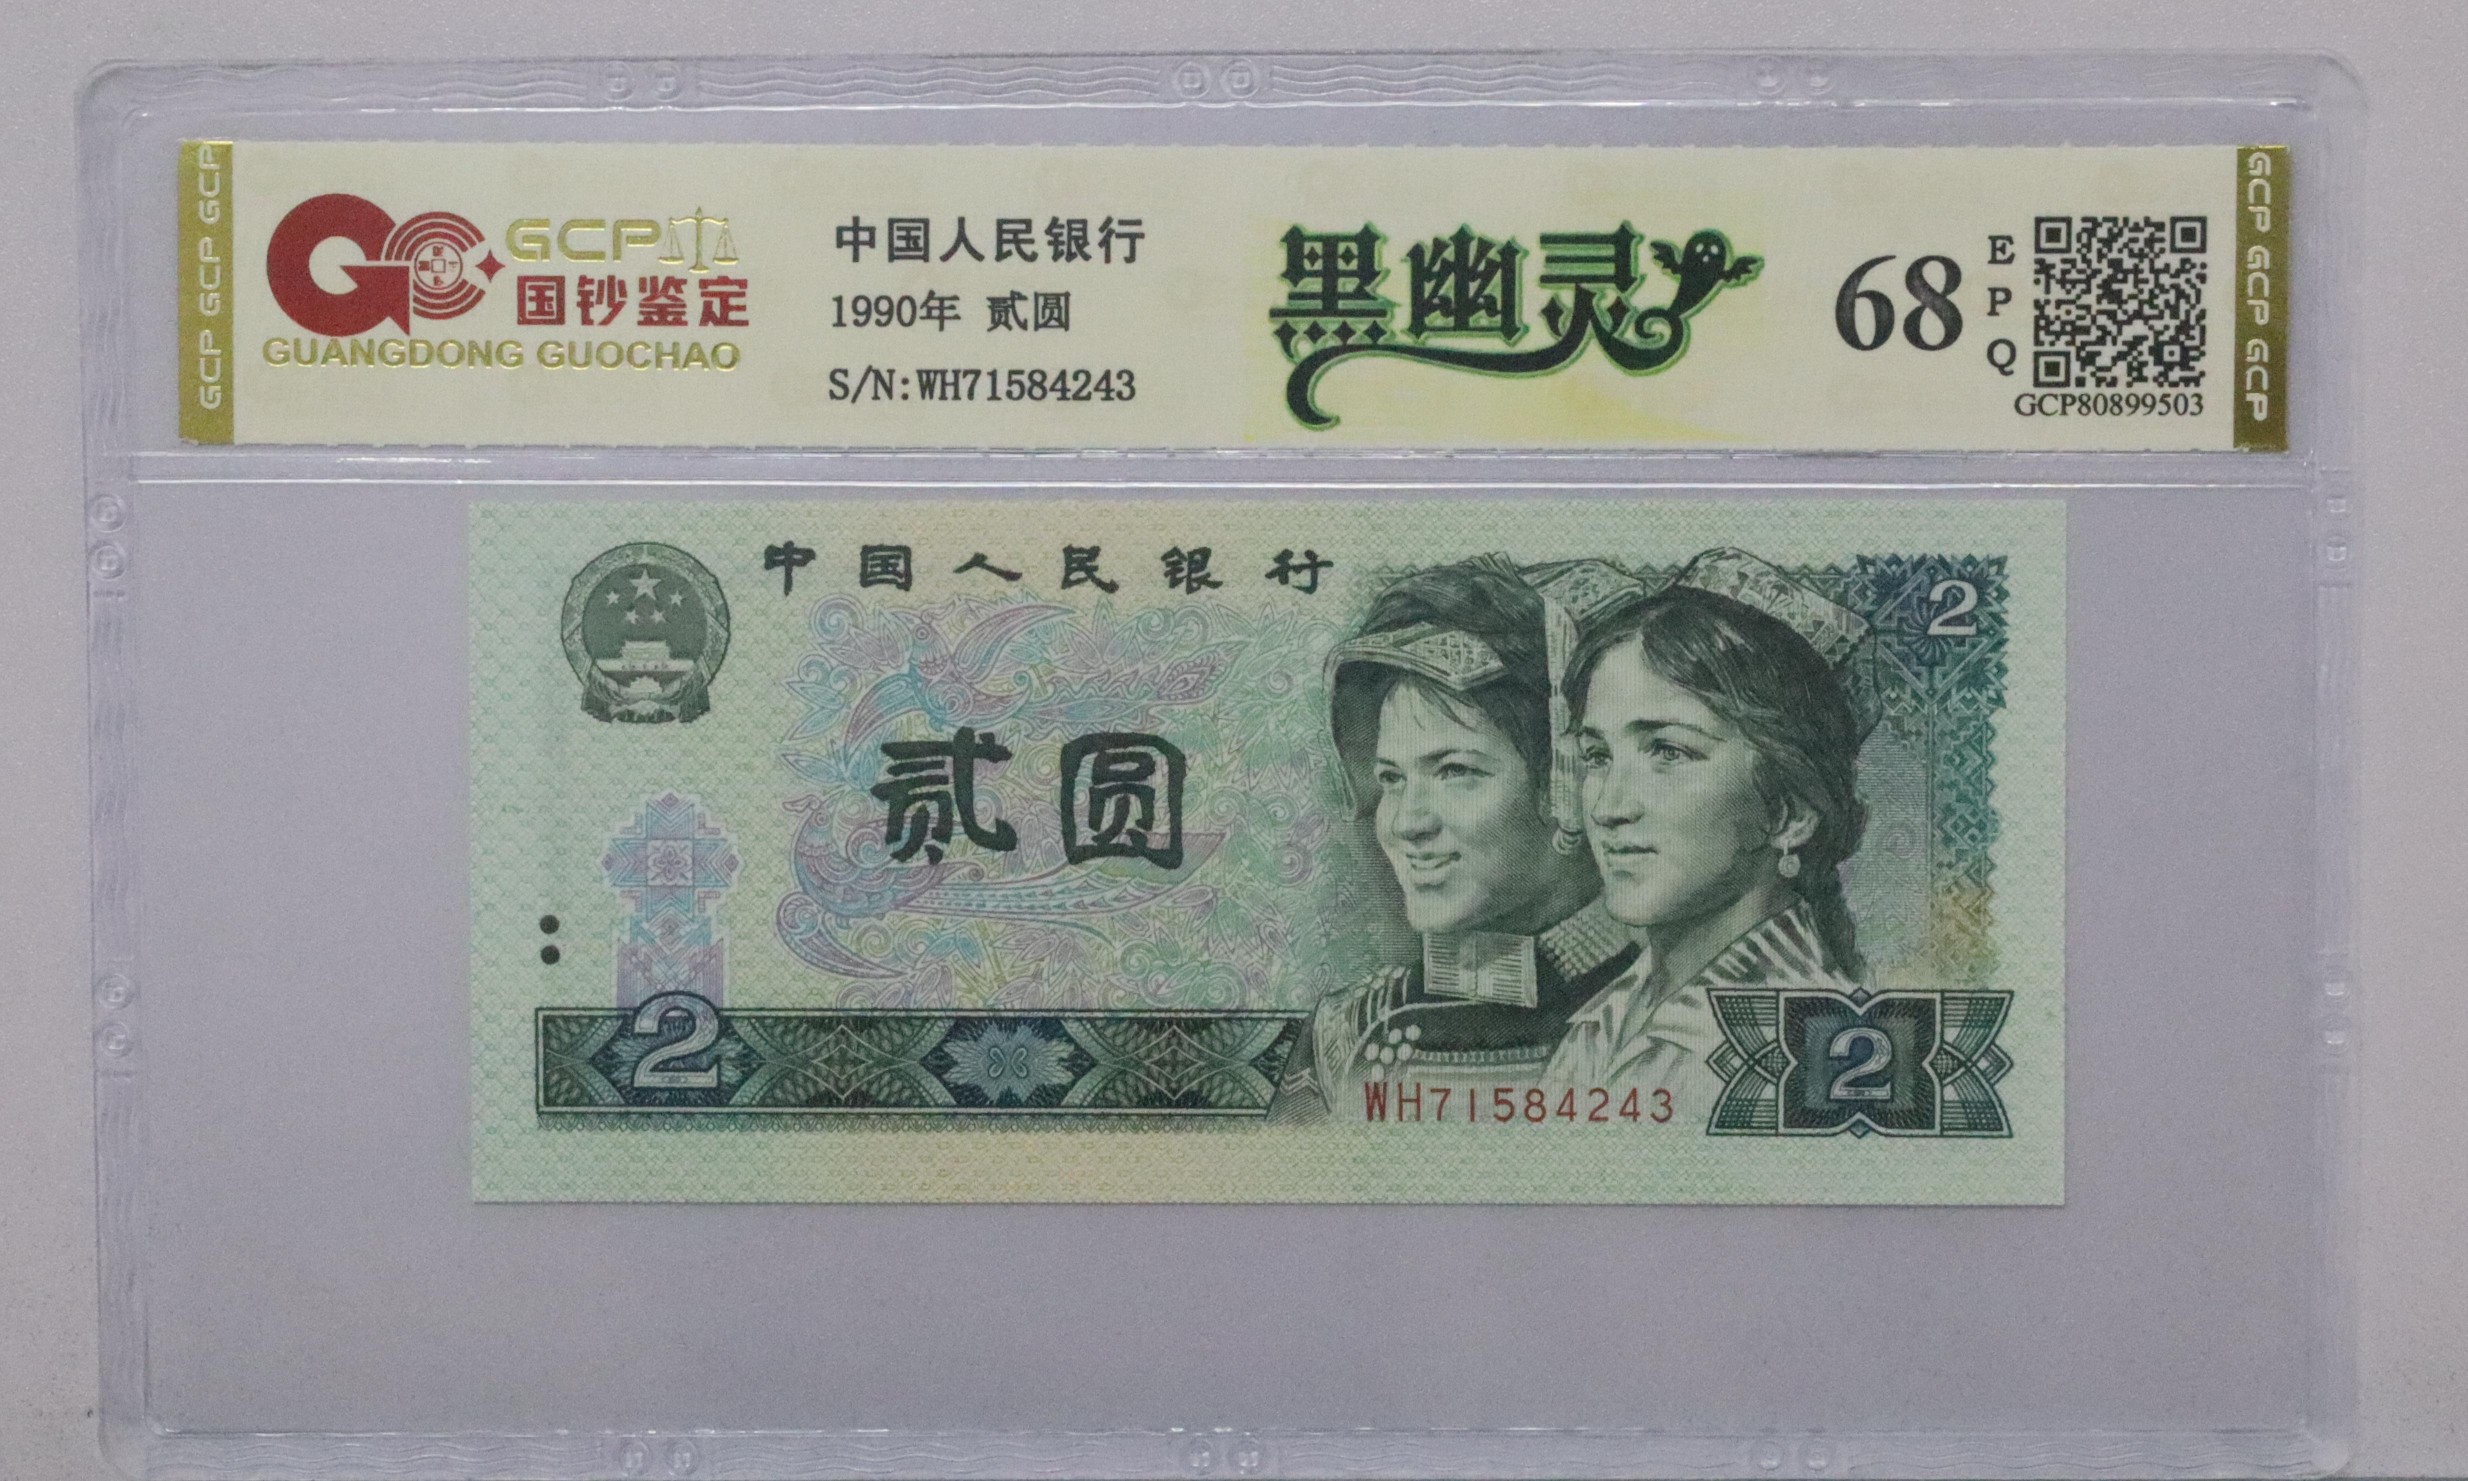 GCP GCP GCP
GCP
国钞鉴定
GUANGDONG GUOCHAO
中国人民银行
1990年 贰圆
S/N:WH71584243
黑幽灵
68
E
P
Q
GCP80899503
GCP GCP GCP
中国人民银行
2
贰圆
2
WH71584243
2